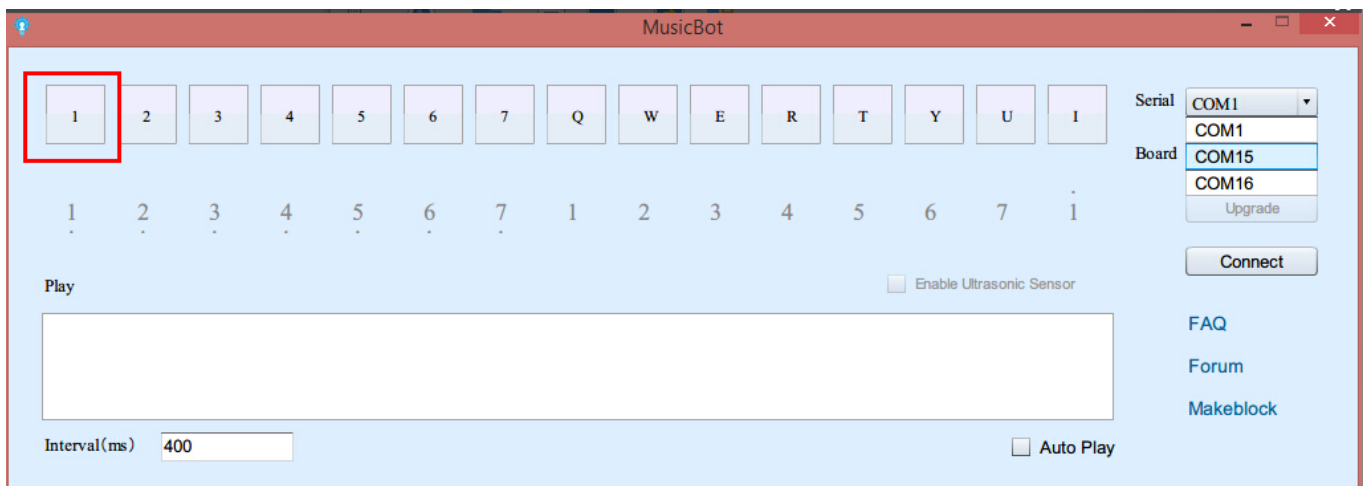 MusicBot
1 2 3 4 5 6 7 Q W E R T Y U I
Serial COM1
COM1
Board COM15
COM16
Upgrade
1 2 3 4 5 6 7 1 2 3 4 5 6 7 1
Connect
Play
Enable Ultrasonic Sensor
FAQ
Forum
Makeblock
Interval(ms) 400
Auto Play